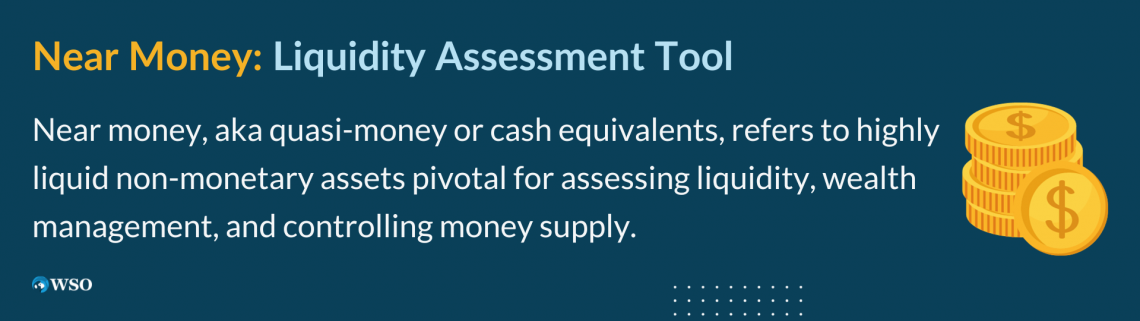 Near Money: Liquidity Assessment Tool
Near money, aka quasi-money or cash equivalents, refers to highly
liquid non-monetary assets pivotal for assessing liquidity, wealth
management, and controlling money supply.
$
$
WSO